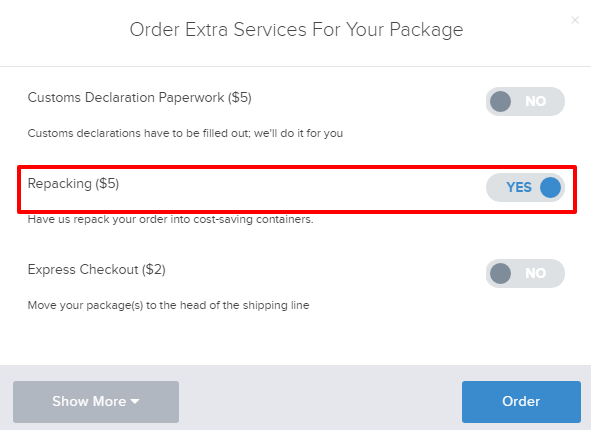 ×
Order Extra Services For Your Package
Customs Declaration Paperwork ($5)
NO
Customs declarations have to be filled out; we'll do it for you
Repacking ($5)
YES
Have us repack your order into cost-saving containers.
Express Checkout ($2)
NO
Move your package(s) to the head of the shipping line
Show More
Order